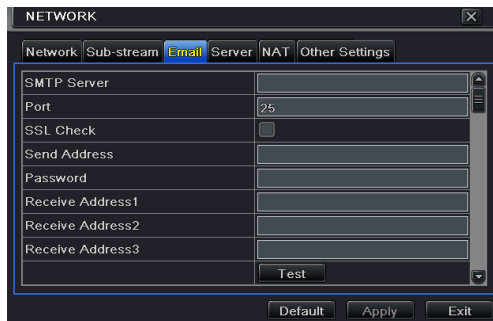 NETWORK
Network Sub-stream Email Server NAT Other Settings
SMTP Server
Port 25
SSL Check
Send Address
Password
Receive Address1
Receive Address2
Receive Address3
Test
Default Apply Exit